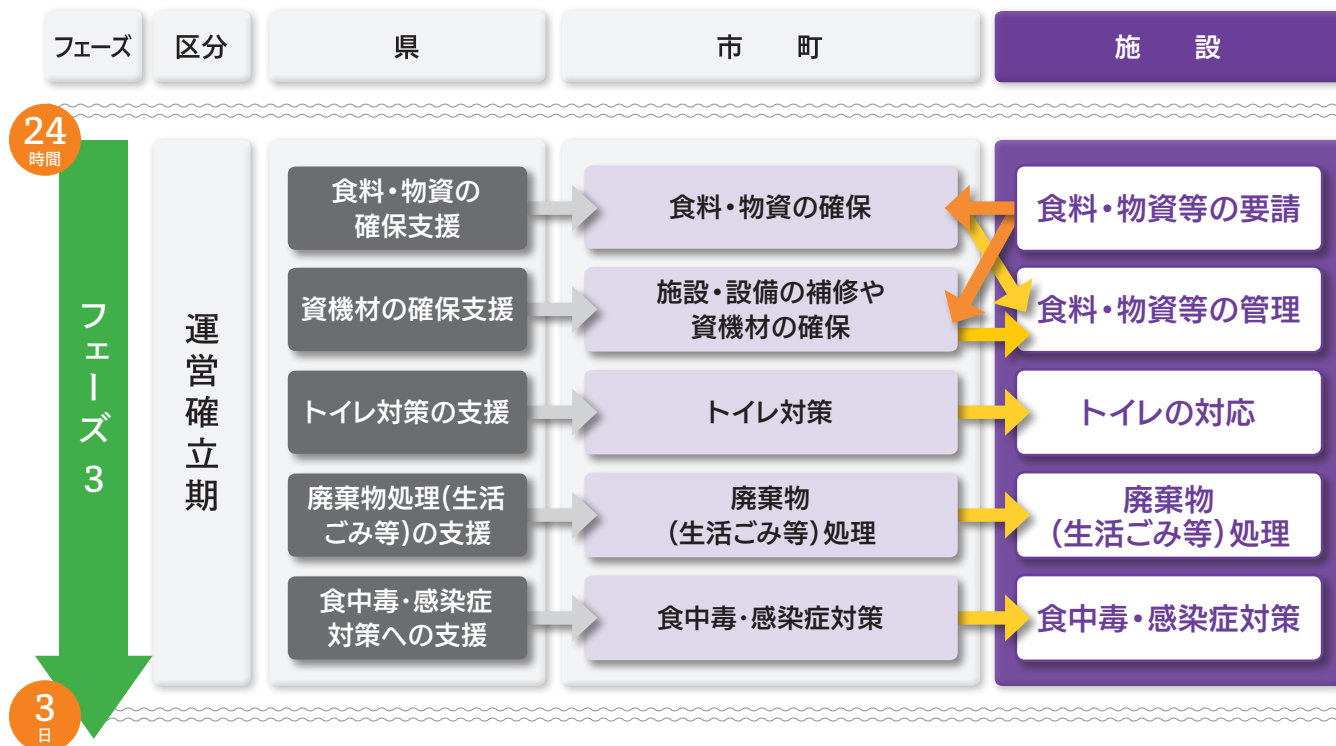 フェーズ
区分
県
市 町
施 設
24
時間
フェーズ3
運営確立期
食料・物資の
確保支援
食料・物資の確保
食料・物資等の要請
資機材の確保支援
施設・設備の補修や
資機材の確保
食料・物資等の管理
トイレ対策の支援
トイレ対策
トイレの対応
廃棄物処理(生活
ごみ等)の支援
廃棄物
(生活ごみ等)処理
廃棄物
(生活ごみ等)処理
食中毒・感染症
対策への支援
食中毒・感染症対策
食中毒・感染症対策
3
日